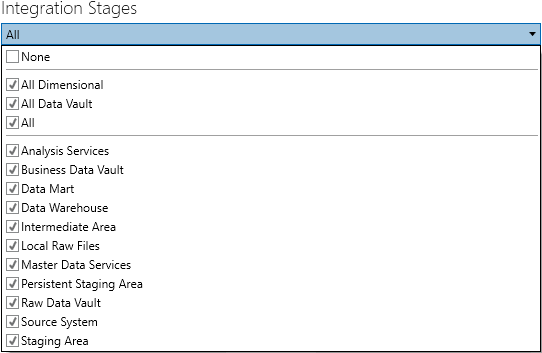 Integration Stages
All
None
All Dimensional
All Data Vault
All
Analysis Services
Business Data Vault
Data Mart
Data Warehouse
Intermediate Area
Local Raw Files
Master Data Services
Persistent Staging Area
Raw Data Vault
Source System
Staging Area